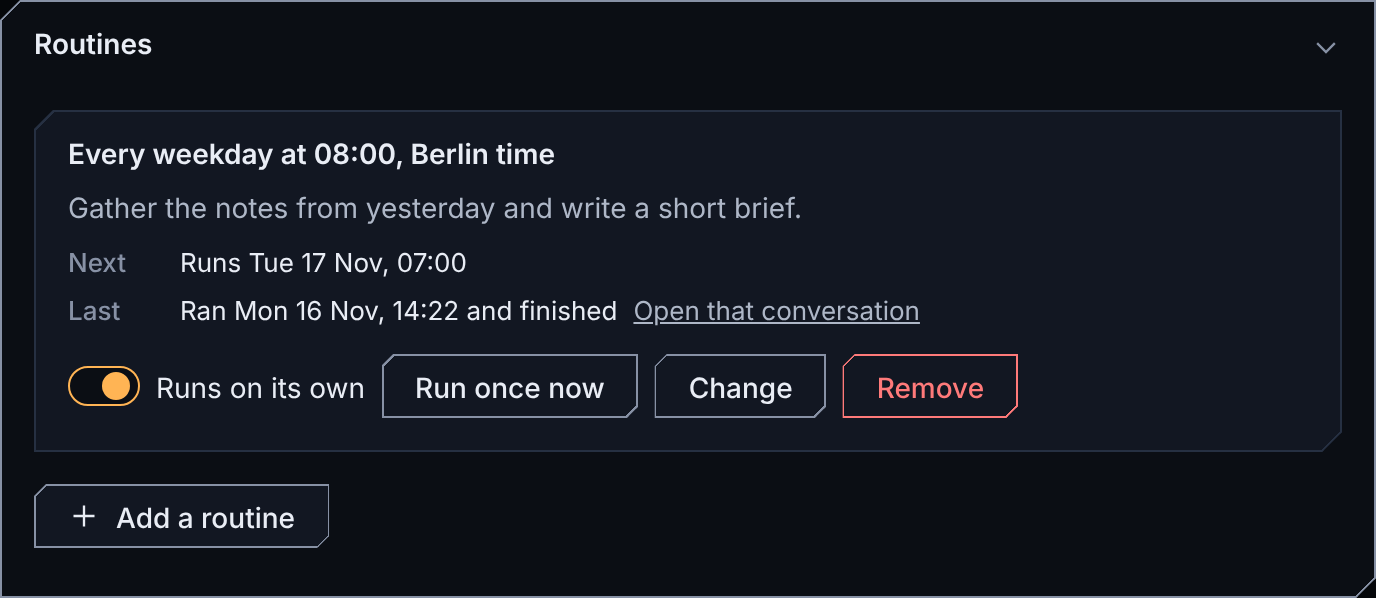 Routines
Every weekday at 08:00, Berlin time
Gather the notes from yesterday and write a short brief.
Next Runs Tue 17 Nov, 07:00
Last Ran Mon 16 Nov, 14:22 and finished Open that conversation
Runs on its own Run once now Change Remove
+ Add a routine